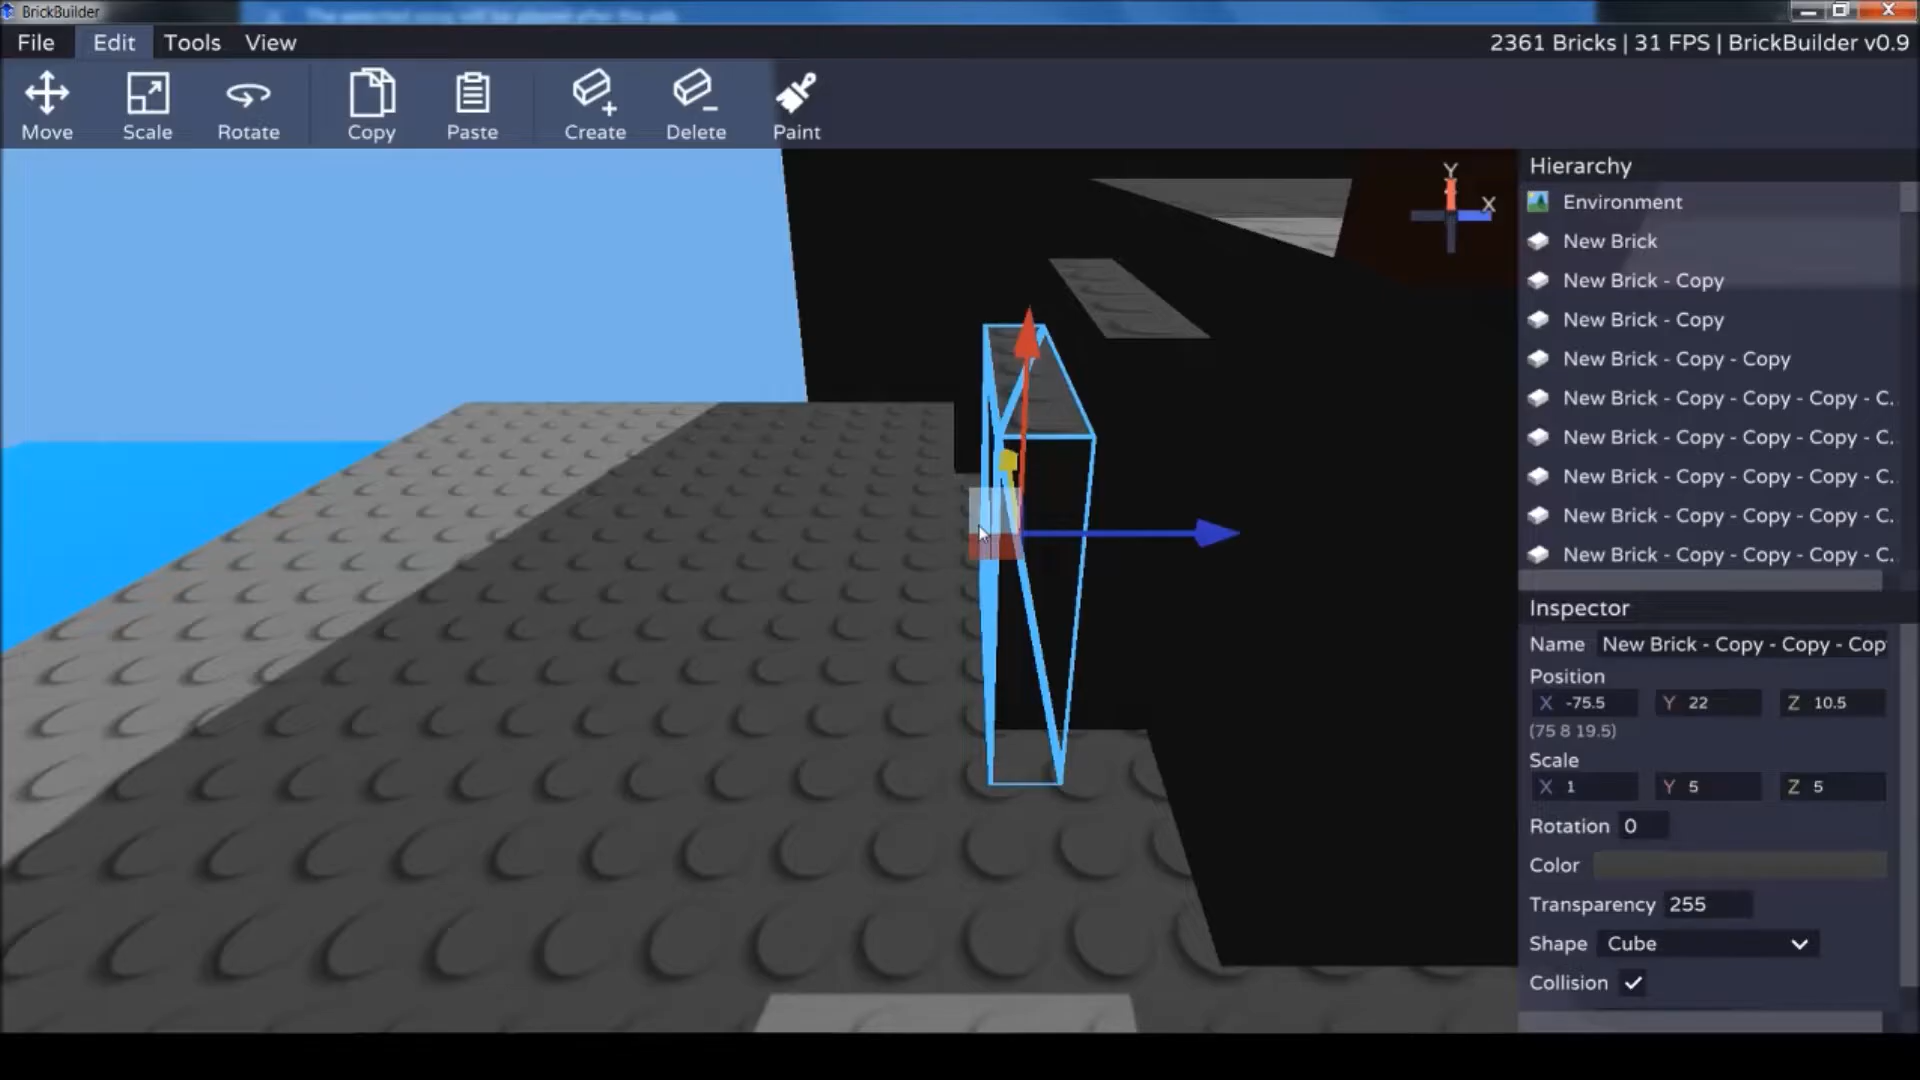 BrickBuilder
File Edit Tools View
2361 Bricks | 31 FPS | BrickBuilder v0.9
Move Scale Rotate Copy Paste Create Delete Paint
Y
X
Hierarchy
Environment
New Brick
New Brick - Copy
New Brick - Copy
New Brick - Copy - Copy
New Brick - Copy - Copy - Copy - C.
New Brick - Copy - Copy - Copy - C.
New Brick - Copy - Copy - Copy - C.
New Brick - Copy - Copy - Copy - C.
New Brick - Copy - Copy - Copy - C.
Inspector
Name New Brick - Copy - Copy - Cop
Position
X -75.5 Y 22 Z 10.5
(75 8 19.5)
Scale
X 1 Y 5 Z 5
Rotation 0
Color
Transparency 255
Shape Cube
Collision